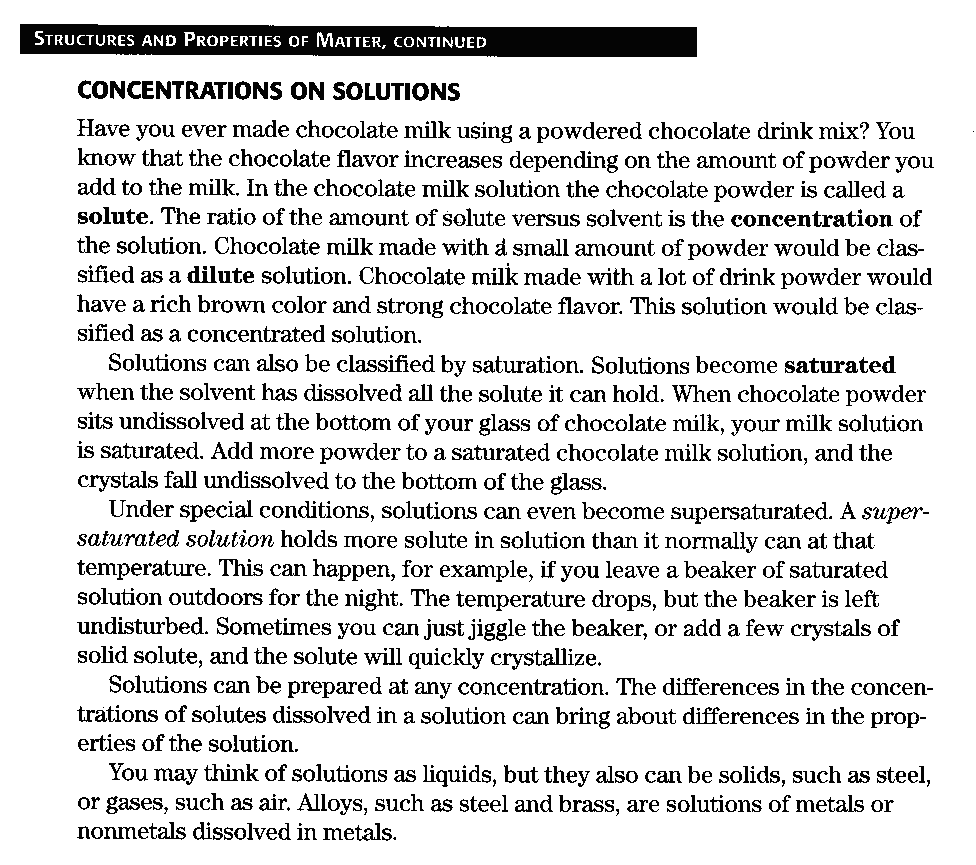 STRUCTURES AND PROPERTIES OF MATTER, CONTINUED
CONCENTRATIONS ON SOLUTIONS
Have you ever made chocolate milk using a powdered chocolate drink mix? You
know that the chocolate flavor increases depending on the amount of powder you
add to the milk. In the chocolate milk solution the chocolate powder is called a
solute. The ratio of the amount of solute versus solvent is the concentration of
the solution. Chocolate milk made with a small amount of powder would be clas-
sified as a dilute solution. Chocolate milk made with a lot of drink powder would
have a rich brown color and strong chocolate flavor. This solution would be clas-
sified as a concentrated solution.
Solutions can also be classified by saturation. Solutions become saturated
when the solvent has dissolved all the solute it can hold. When chocolate powder
sits undissolved at the bottom of your glass of chocolate milk, your milk solution
is saturated. Add more powder to a saturated chocolate milk solution, and the
crystals fall undissolved to the bottom of the glass.
Under special conditions, solutions can even become supersaturated. A super-
saturated solution holds more solute in solution than it normally can at that
temperature. This can happen, for example, if you leave a beaker of saturated
solution outdoors for the night. The temperature drops, but the beaker is left
undisturbed. Sometimes you can just jiggle the beaker, or add a few crystals of
solid solute, and the solute will quickly crystallize.
Solutions can be prepared at any concentration. The differences in the concen-
trations of solutes dissolved in a solution can bring about differences in the prop-
erties of the solution.
You may think of solutions as liquids, but they also can be solids, such as steel,
or gases, such as air. Alloys, such as steel and brass, are solutions of metals or
nonmetals dissolved in metals.